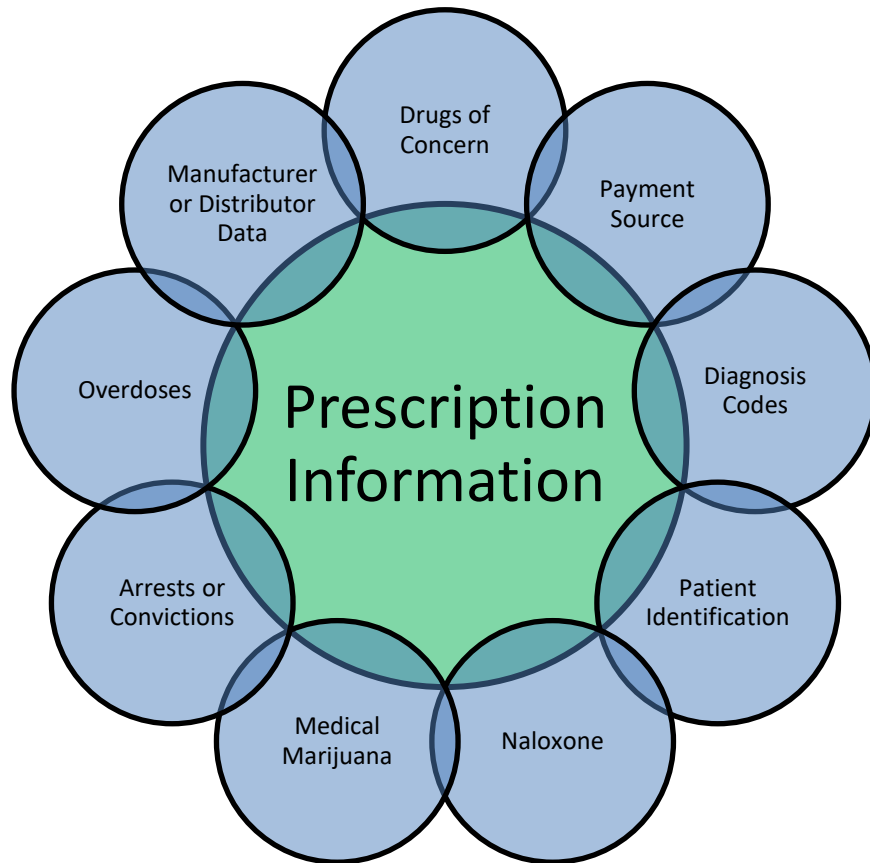 Drugs of
Concern
Payment
Source
Diagnosis
Codes
Patient
Identification
Naloxone
Medical
Marijuana
Arrests or
Convictions
Overdoses
Manufacturer
or Distributor
Data
Prescription
Information